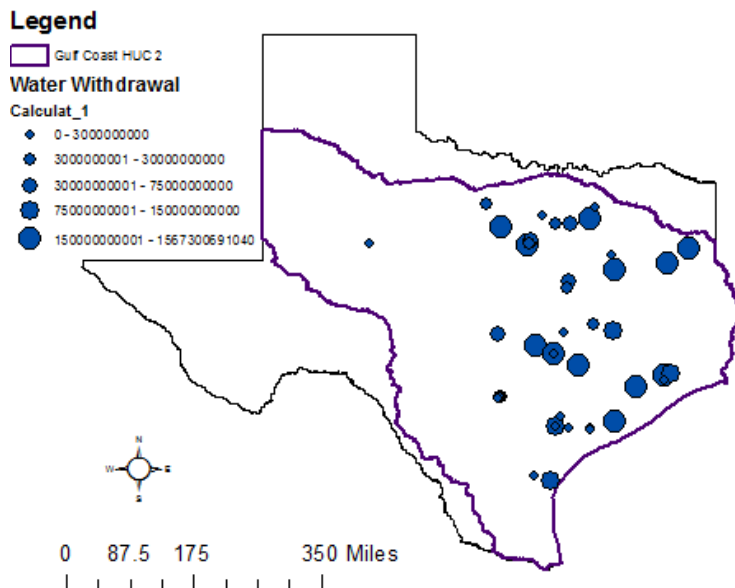 Legend
Gulf Coast HUC 2
Water Withdrawal
Calculat_1
0 - 3000000000
3000000001 - 30000000000
30000000001 - 75000000000
75000000001 - 150000000000
150000000001 - 1567300691040
N
W E
S
0 87.5 175 350 Miles